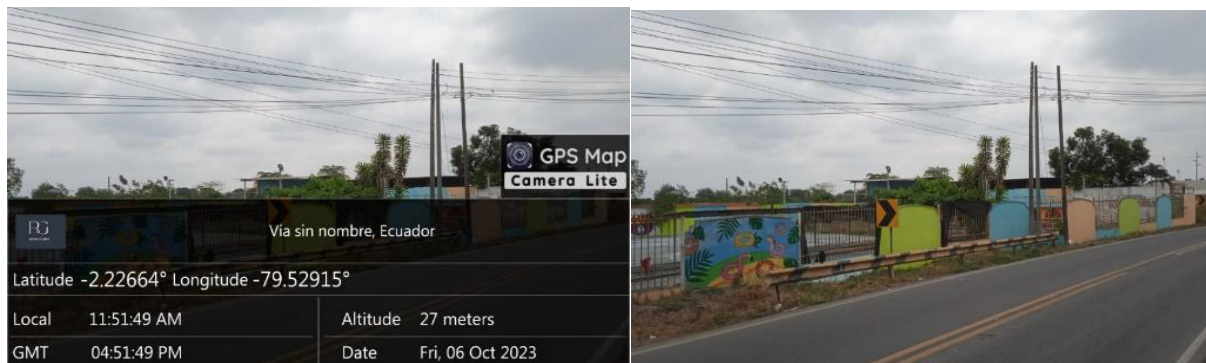 GPS Map
Camera Lite
Vía sin nombre, Ecuador
Latitude -2.22664° Longitude -79.52915°
Local 11:51:49 AM
Altitude 27 meters
GMT 04:51:49 PM
Date Fri, 06 Oct 2023